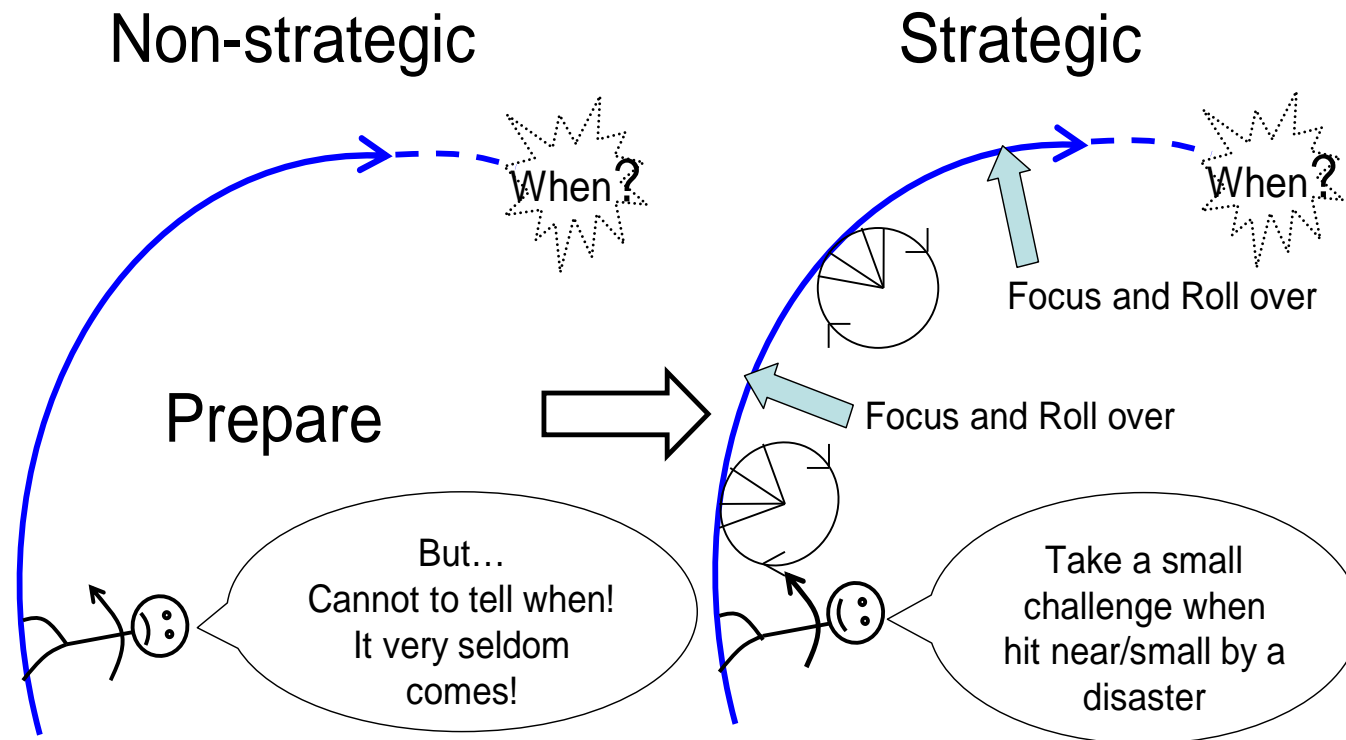 Non-strategic
Strategic
When?
When?
Focus and Roll over
Prepare
Focus and Roll over
But…
Cannot to tell when!
It very seldom
comes!
Take a small
challenge when
hit near/small by a
disaster